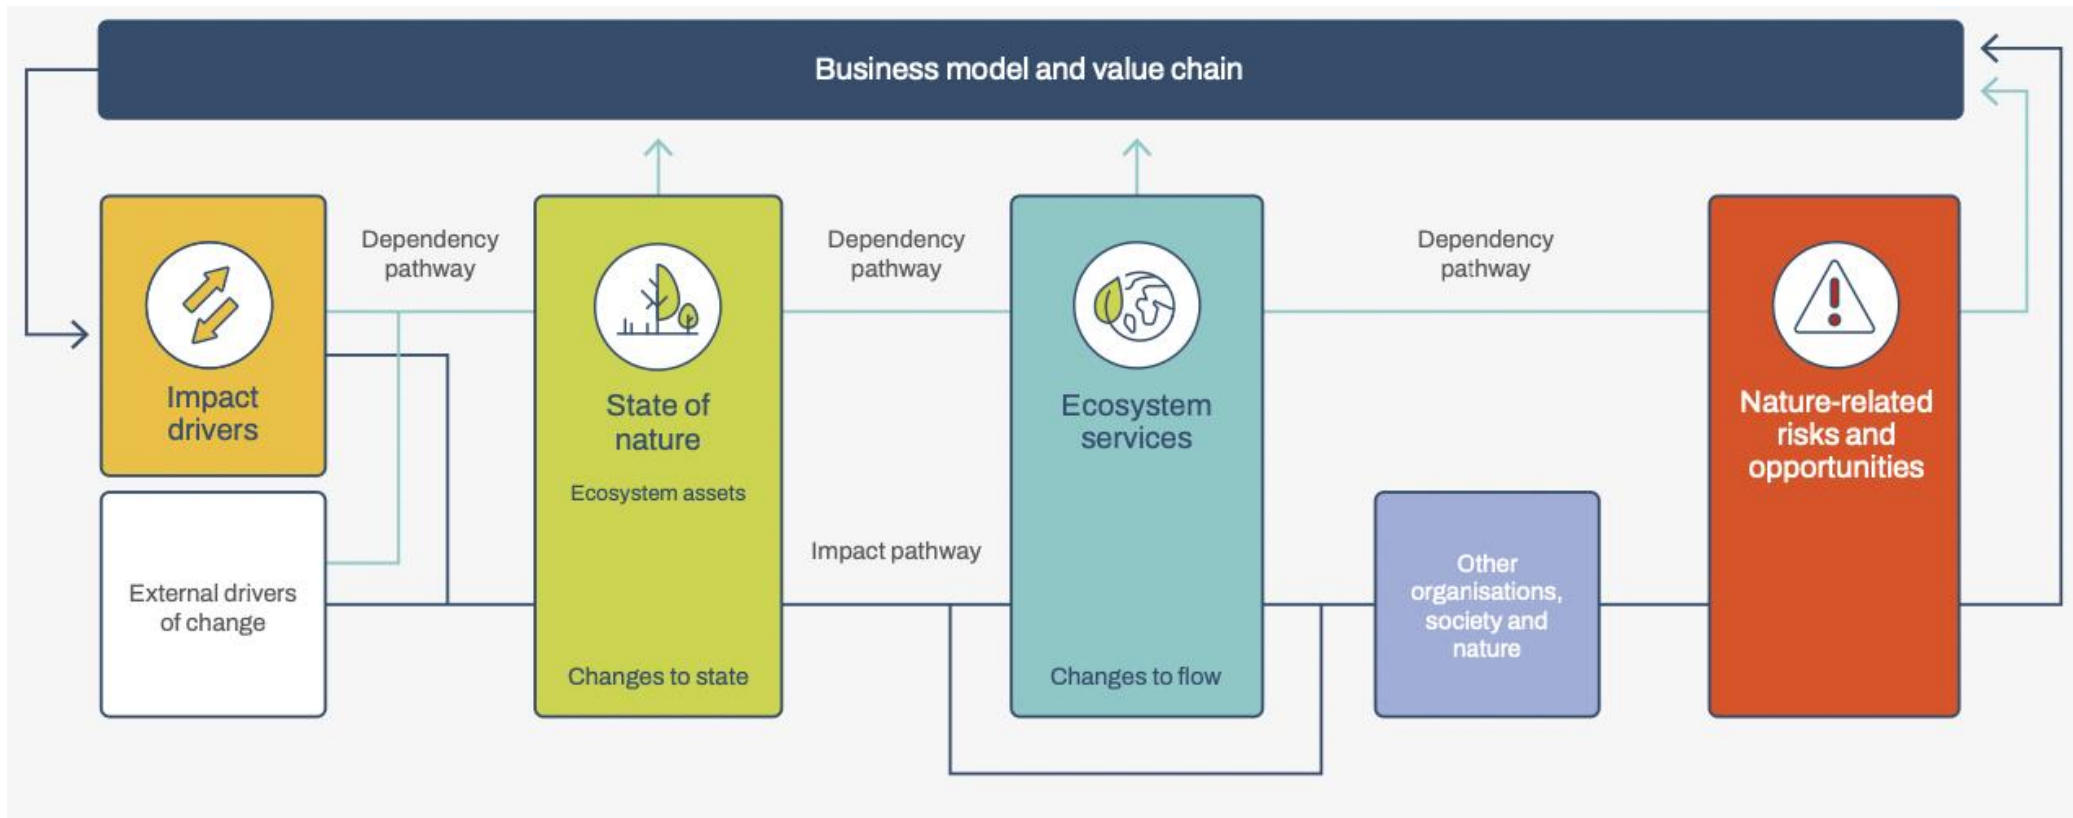 Business model and value chain
Dependency
pathway
Dependency
pathway
Dependency
pathway
Impact
drivers
State of
nature
Ecosystem assets
Ecosystem
services
Nature-related
risks and
opportunities
External drivers
of change
Impact pathway
Other
organisations,
society and
nature
Changes to state
Changes to flow